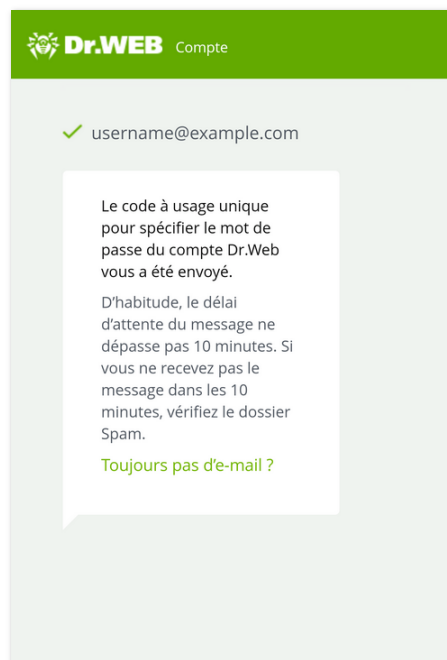 Dr.WEB Compte
username@example.com
Le code à usage unique
pour spécifier le mot de
passe du compte Dr.Web
vous a été envoyé.
D'habitude, le délai
d'attente du message ne
dépasse pas 10 minutes. Si
vous ne recevez pas le
message dans les 10
minutes, vérifiez le dossier
Spam.
Toujours pas d'e-mail ?